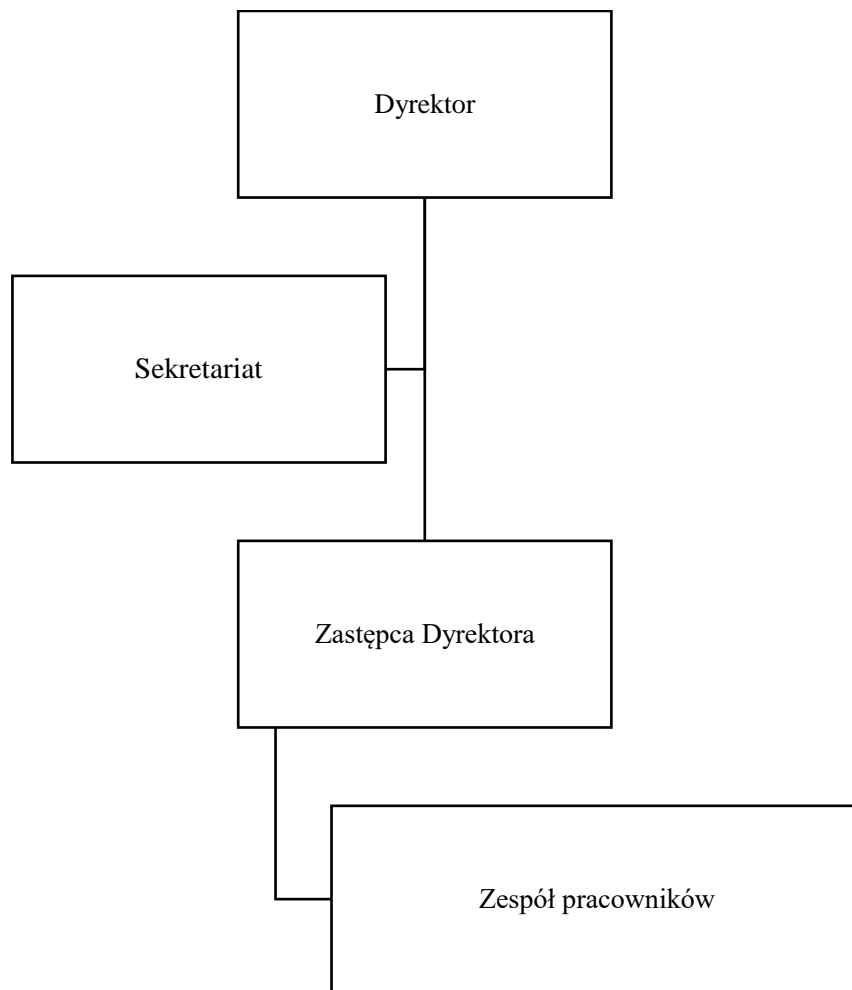 Dyrektor
Sekretariat
Zastępca Dyrektora
Zespół pracowników